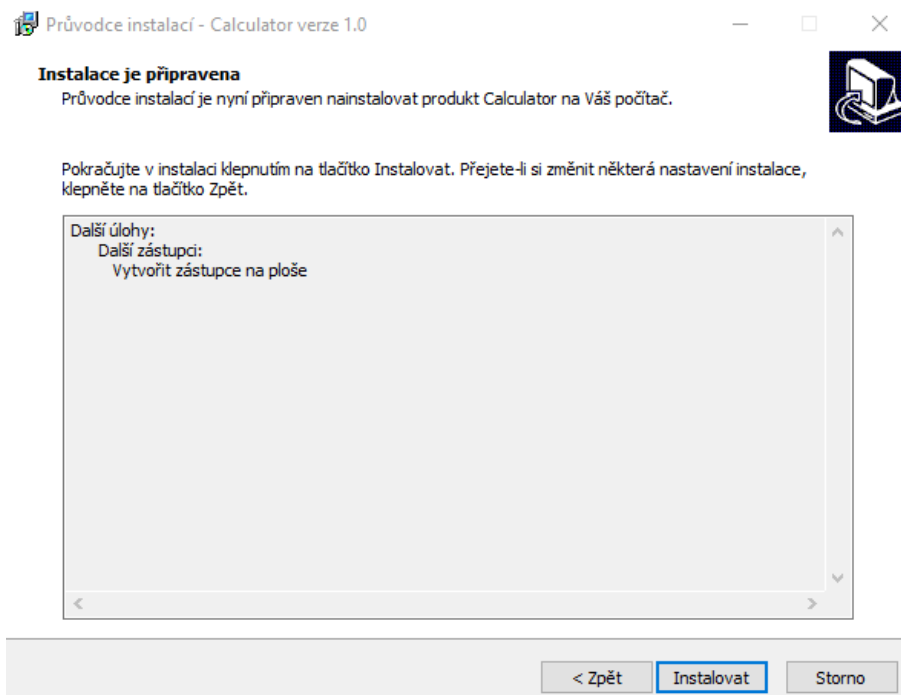 Průvodce instalací - Calculator verze 1.0
Instalace je připravena
Průvodce instalací je nyní připraven nainstalovat produkt Calculator na Váš počítač.
Pokračujte v instalaci klepnutím na tlačítko Instalovat. Přejete-li si změnit některá nastavení instalace,
klepněte na tlačítko Zpět.
Další úlohy:
Další zástupci:
Vytvořit zástupce na ploše
< Zpět
Instalovat
Storno